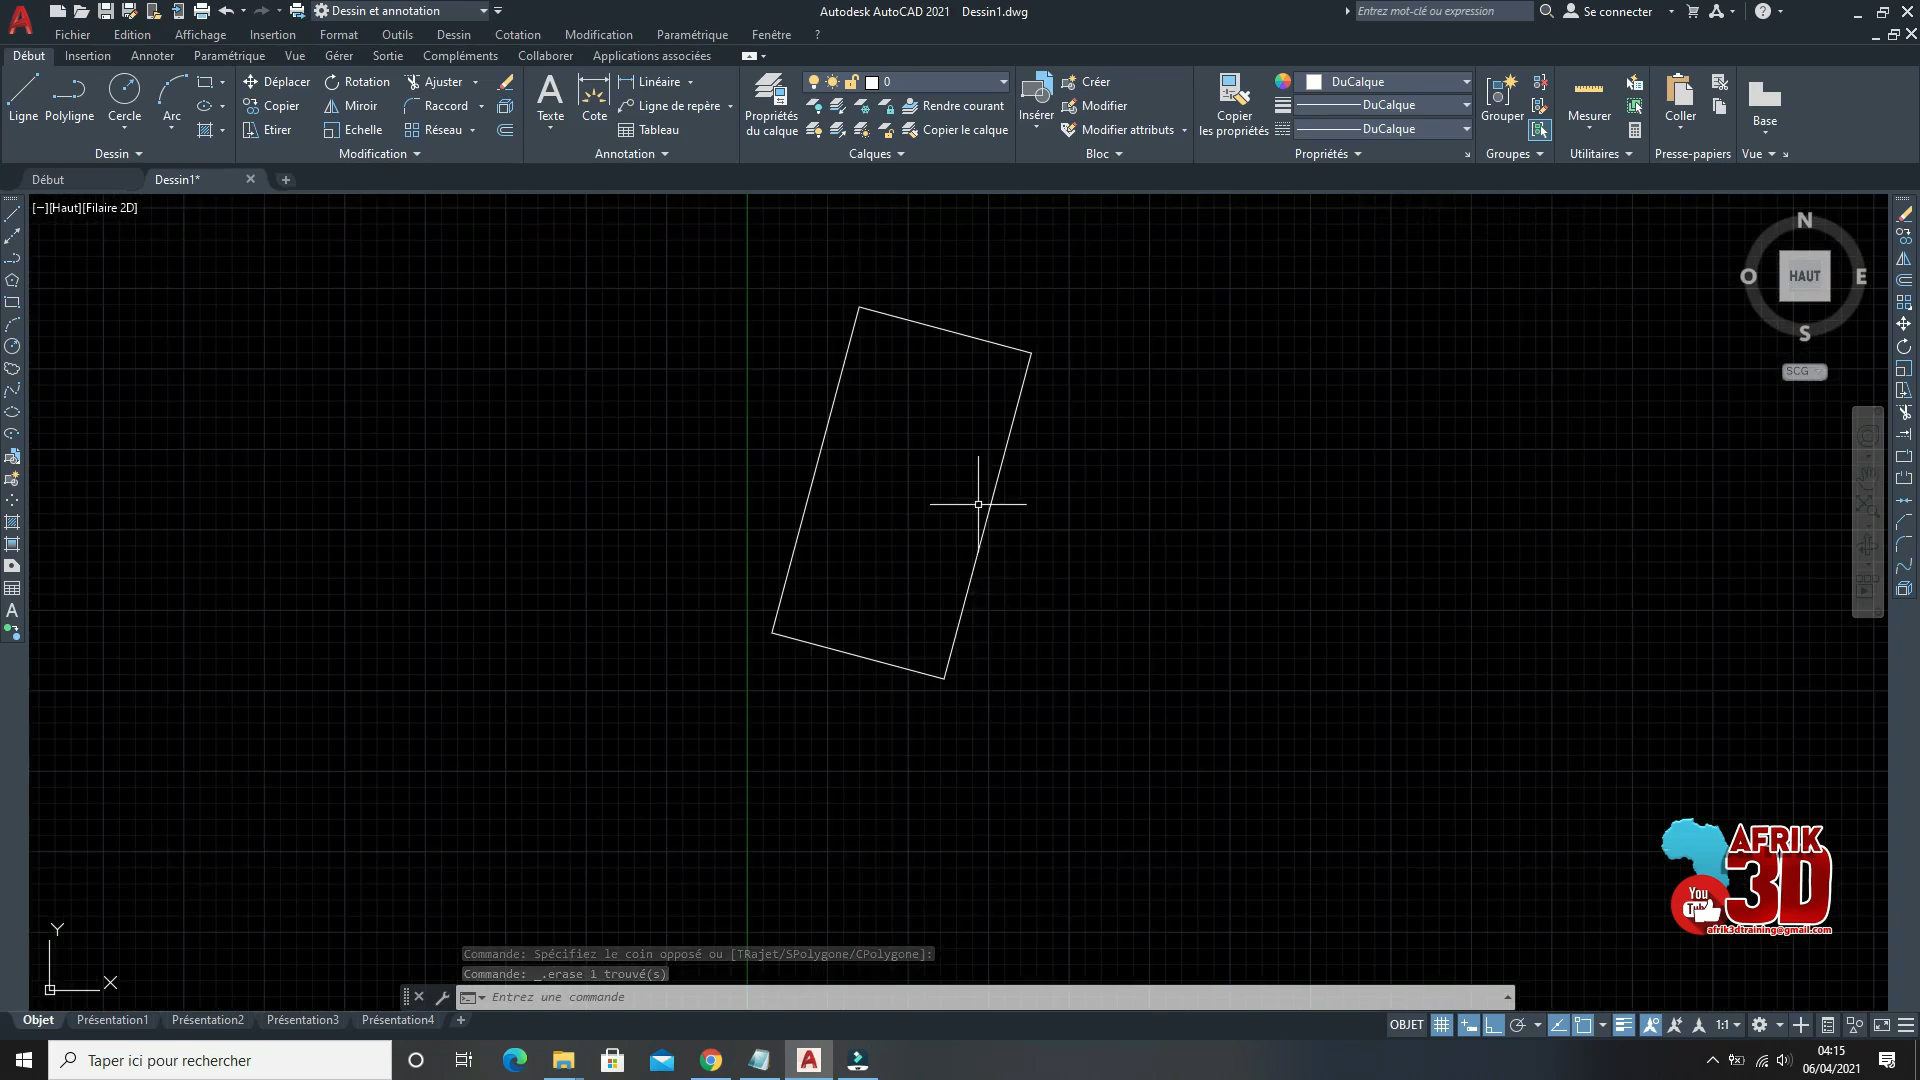 Dessin et annotation
Autodesk AutoCAD 2021 Dessin1.dwg
Entrez mot-clé ou expression
Se connecter
Fichier Edition Affichage Insertion Format Outils Dessin Cotation Modification Paramétrique Fenêtre ?
Début Insertion Annoter Paramétrique Vue Gérer Sortie Compléments Collaborer Applications associées
Ligne Polyligne Cercle Arc
Dessin
Déplacer Rotation Ajuster
Copier Miroir Raccord
Etirer Echelle Réseau
Modification
Texte Cote
Linéaire
Ligne de repère
Tableau
Annotation
Propriétés
du calque
0
Rendre courant
Copier le calque
Calques
Insérer
Créer
Modifier
Modifier attributs
Bloc
Copier
les propriétés
DuCalque
DuCalque
DuCalque
Propriétés
Grouper
Groupes
Mesurer
Utilitaires
Coller
Presse-papiers
Base
Vue
Début Dessin1*
[−][Haut][Filaire 2D]
N
O HAUT E
S
SCG
AFRIK
3D
You
Tube
afrik3dtraining@gmail.com
Y
X
Commande: Spécifiez le coin opposé ou [TRajet/SPolygone/CPolygone]:
Commande: _.erase 1 trouvé(s)
Entrez une commande
Objet Présentation1 Présentation2 Présentation3 Présentation4 +
OBJET
1:1
Taper ici pour rechercher
04:15
06/04/2021